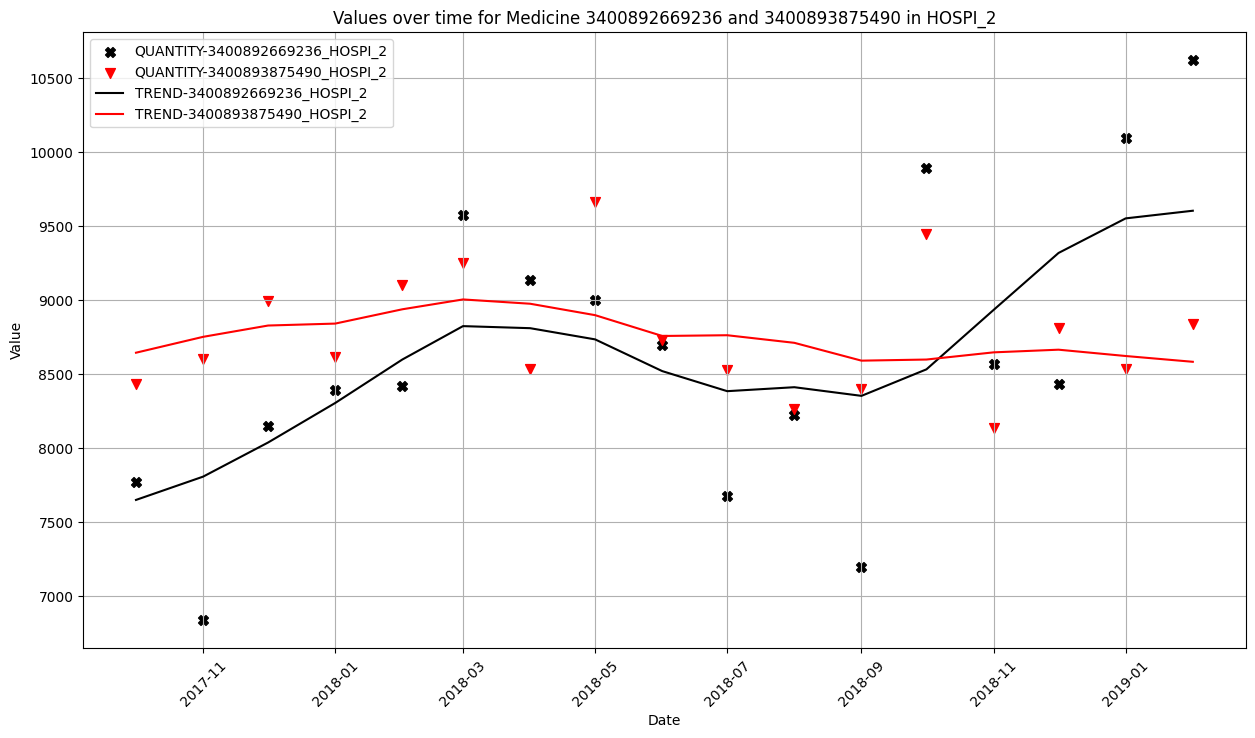 Values over time for Medicine 3400892669236 and 3400893875490 in HOSPI_2
QUANTITY-3400892669236_HOSPI_2
QUANTITY-3400893875490_HOSPI_2
TREND-3400892669236_HOSPI_2
TREND-3400893875490_HOSPI_2
Value
10500
10000
9500
9000
8500
8000
7500
7000
2017-11
2018-01
2018-03
2018-05
2018-07
2018-09
2018-11
2019-01
Date